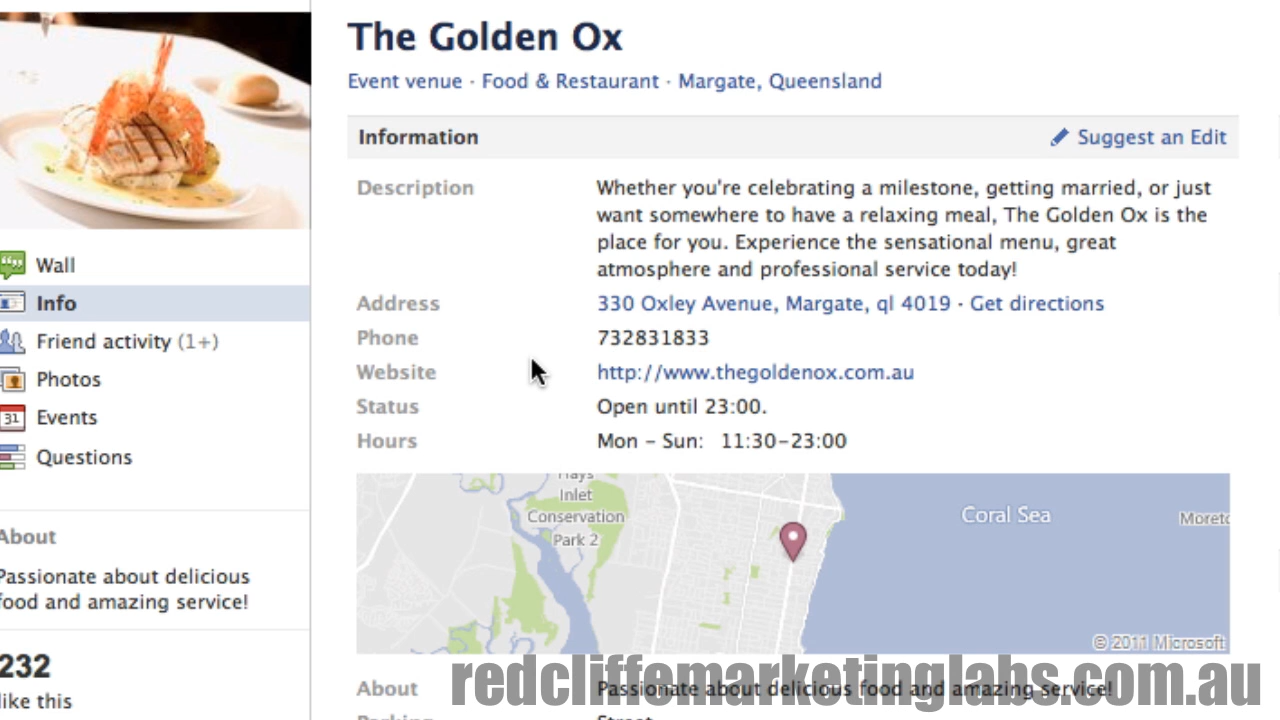 The Golden Ox
Event venue · Food & Restaurant · Margate, Queensland
Information
Suggest an Edit
Description Whether you're celebrating a milestone, getting married, or just
want somewhere to have a relaxing meal, The Golden Ox is the
place for you. Experience the sensational menu, great
atmosphere and professional service today!
Address 330 Oxley Avenue, Margate, ql 4019 · Get directions
Phone 732831833
Website http://www.thegoldenox.com.au
Status Open until 23:00.
Hours Mon - Sun: 11:30-23:00
Hays
Inlet
Conservation
Park 2
Coral Sea
© 2011 Microsoft
About Passionate about delicious food and amazing service!
Parking Street
Wall
Info
Friend activity (1+)
Photos
31 Events
Questions
About
Passionate about delicious
food and amazing service!
232
like this
redcliffemarketinglabs.com.au